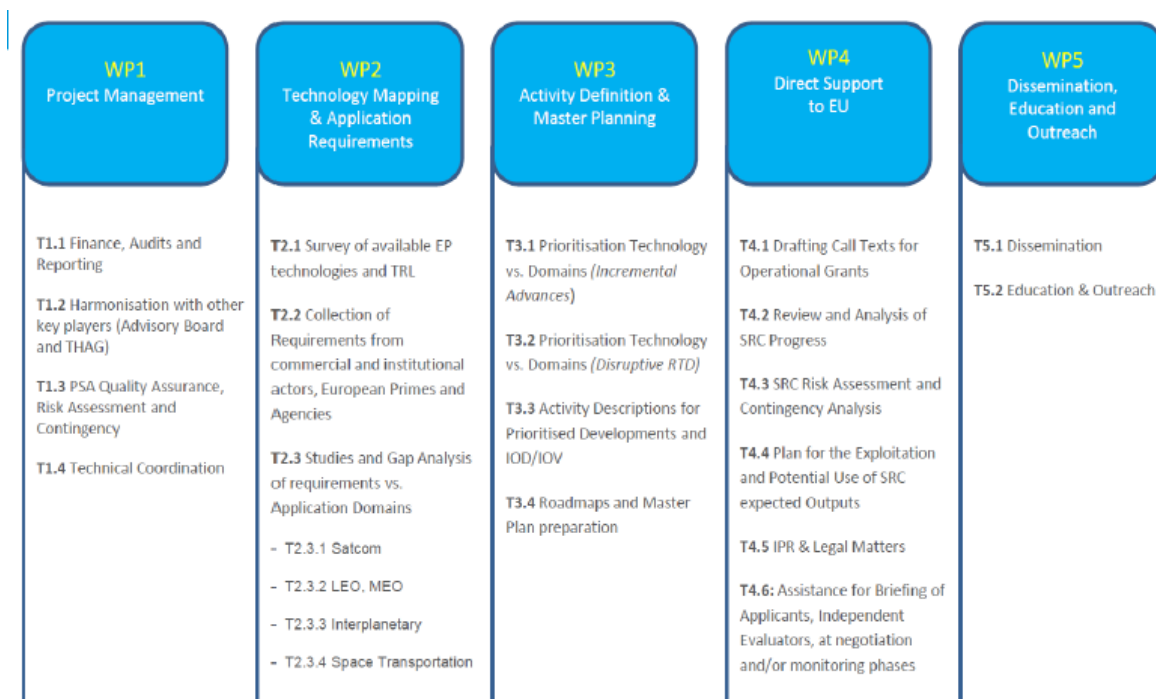 WP1
Project Management
T1.1 Finance, Audits and
Reporting
T1.2 Harmonisation with other
key players (Advisory Board
and THAG)
T1.3 PSA Quality Assurance,
Risk Assessment and
Contingency
T1.4 Technical Coordination
WP2
Technology Mapping
& Application
Requirements
T2.1 Survey of available EP
technologies and TRL
T2.2 Collection of
Requirements from
commercial and institutional
actors, European Primes and
Agencies
T2.3 Studies and Gap Analysis
of requirements vs.
Application Domains
- T2.3.1 Satcom
- T2.3.2 LEO, MEO
- T2.3.3 Interplanetary
- T2.3.4 Space Transportation
WP3
Activity Definition &
Master Planning
T3.1 Prioritisation Technology
vs. Domains (Incremental
Advances)
T3.2 Prioritisation Technology
vs. Domains (Disruptive RTD)
T3.3 Activity Descriptions for
Prioritised Developments and
IOD/IOV
T3.4 Roadmaps and Master
Plan preparation
WP4
Direct Support
to EU
T4.1 Drafting Call Texts for
Operational Grants
T4.2 Review and Analysis of
SRC Progress
T4.3 SRC Risk Assessment and
Contingency Analysis
T4.4 Plan for the Exploitation
and Potential Use of SRC
expected Outputs
T4.5 IPR & Legal Matters
T4.6: Assistance for Briefing of
Applicants, Independent
Evaluators, at negotiation
and/or monitoring phases
WP5
Dissemination,
Education and
Outreach
T5.1 Dissemination
T5.2 Education & Outreach